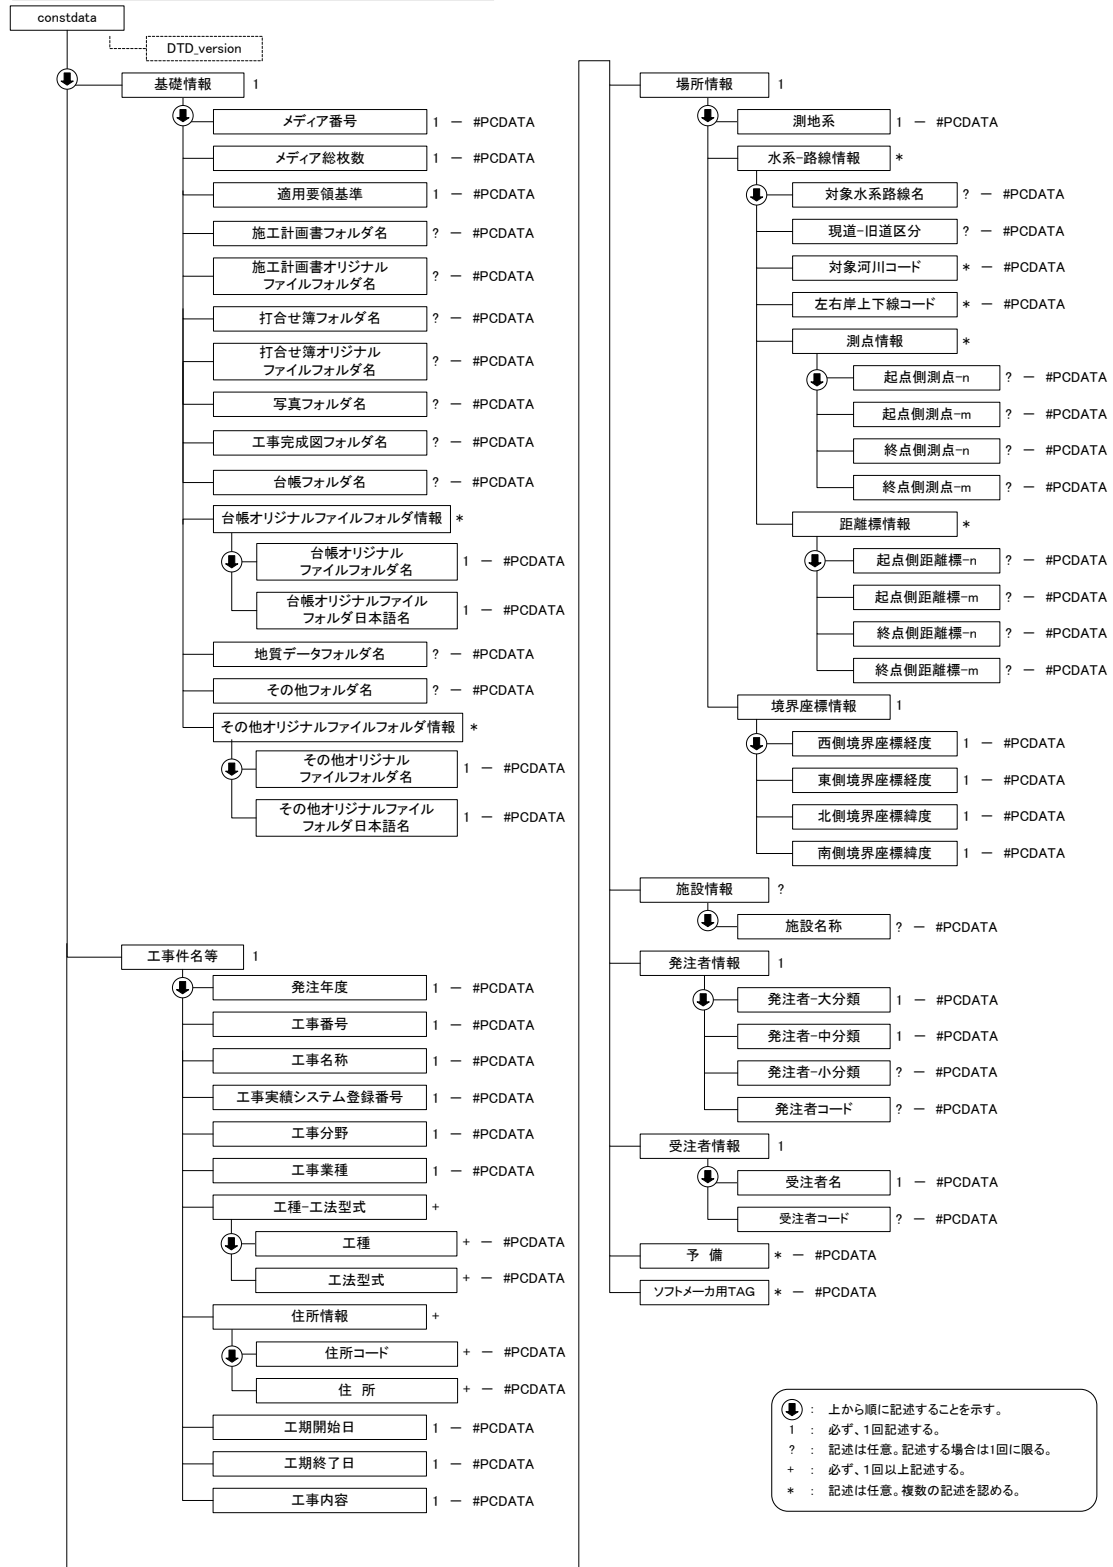 constdata
DTD_version
基礎情報 1
メディア番号 1 － #PCDATA
メディア総枚数 1 － #PCDATA
適用要領基準 1 － #PCDATA
施工計画書フォルダ名 ? － #PCDATA
施工計画書オリジナル
ファイルフォルダ名 ? － #PCDATA
打合せ簿フォルダ名 ? － #PCDATA
打合せ簿オリジナル
ファイルフォルダ名 ? － #PCDATA
写真フォルダ名 ? － #PCDATA
工事完成図フォルダ名 ? － #PCDATA
台帳フォルダ名 ? － #PCDATA
台帳オリジナルファイルフォルダ情報 *
台帳オリジナル
ファイルフォルダ名 1 － #PCDATA
台帳オリジナルファイル
フォルダ日本語名 1 － #PCDATA
地質データフォルダ名 ? － #PCDATA
その他フォルダ名 ? － #PCDATA
その他オリジナルファイルフォルダ情報 *
その他オリジナル
ファイルフォルダ名 1 － #PCDATA
その他オリジナルファイル
フォルダ日本語名 1 － #PCDATA
工事件名等 1
発注年度 1 － #PCDATA
工事番号 1 － #PCDATA
工事名称 1 － #PCDATA
工事実績システム登録番号 1 － #PCDATA
工事分野 1 － #PCDATA
工事業種 1 － #PCDATA
工種-工法型式 +
工種 + － #PCDATA
工法型式 + － #PCDATA
住所情報 +
住所コード + － #PCDATA
住 所 + － #PCDATA
工期開始日 1 － #PCDATA
工期終了日 1 － #PCDATA
工事内容 1 － #PCDATA
場所情報 1
測地系 1 － #PCDATA
水系-路線情報 *
対象水系路線名 ? － #PCDATA
現道-旧道区分 ? － #PCDATA
対象河川コード * － #PCDATA
左右岸上下線コード * － #PCDATA
測点情報 *
起点側測点-n ? － #PCDATA
起点側測点-m ? － #PCDATA
終点側測点-n ? － #PCDATA
終点側測点-m ? － #PCDATA
距離標情報 *
起点側距離標-n ? － #PCDATA
起点側距離標-m ? － #PCDATA
終点側距離標-n ? － #PCDATA
終点側距離標-m ? － #PCDATA
境界座標情報 1
西側境界座標経度 1 － #PCDATA
東側境界座標経度 1 － #PCDATA
北側境界座標緯度 1 － #PCDATA
南側境界座標緯度 1 － #PCDATA
施設情報 ?
施設名称 ? － #PCDATA
発注者情報 1
発注者-大分類 1 － #PCDATA
発注者-中分類 1 － #PCDATA
発注者-小分類 ? － #PCDATA
発注者コード ? － #PCDATA
受注者情報 1
受注者名 1 － #PCDATA
受注者コード ? － #PCDATA
予 備 * － #PCDATA
ソフトメーカ用TAG * － #PCDATA
： 上から順に記述することを示す。
1 ： 必ず、1回記述する。
? ： 記述は任意。記述する場合は1回に限る。
+ ： 必ず、1回以上記述する。
* ： 記述は任意。複数の記述を認める。